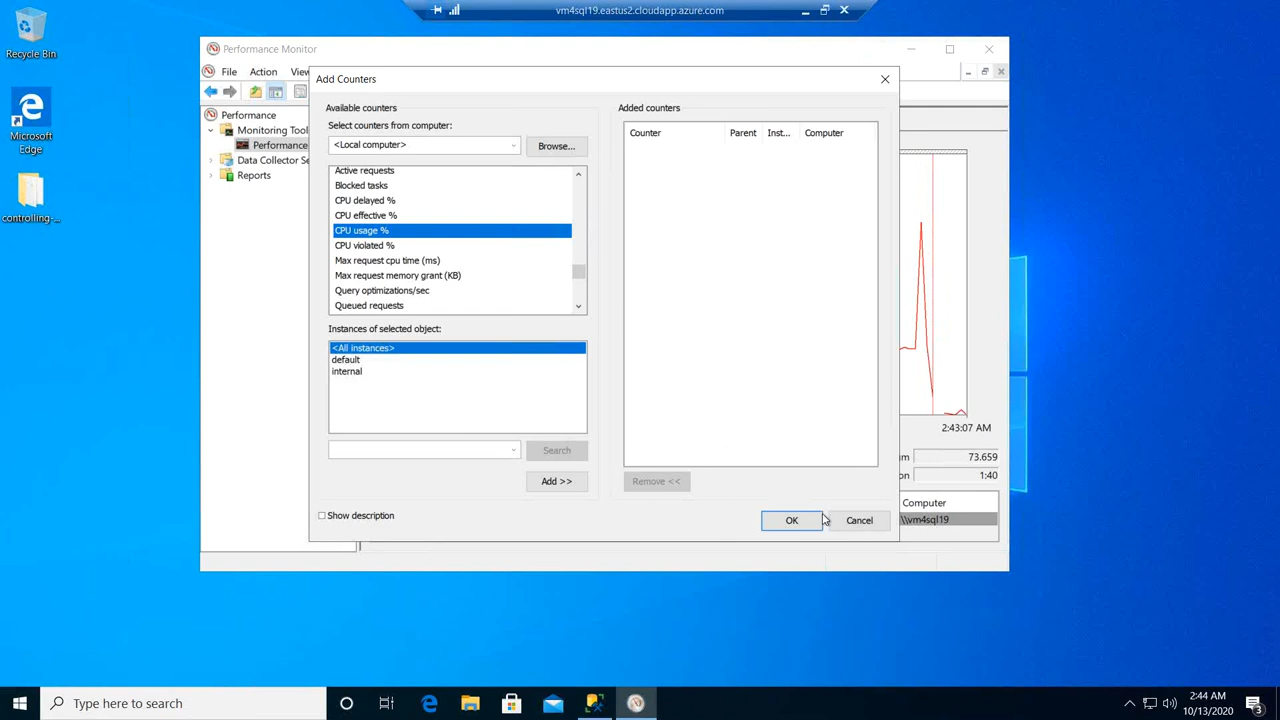 vm4sql19.eastus2.cloudapp.azure.com
Recycle Bin
Microsoft
Edge
controlling-...
Performance Monitor
File Action View
Performance
Monitoring Tool
Performance
Data Collector Se
Reports
Add Counters
Available counters
Select counters from computer:
<Local computer>
Browse...
Active requests
Blocked tasks
CPU delayed %
CPU effective %
CPU usage %
CPU violated %
Max request cpu time (ms)
Max request memory grant (KB)
Query optimizations/sec
Queued requests
Instances of selected object:
<All instances>
default
internal
Search
Add >>
Show description
Added counters
Counter Parent Inst... Computer
Remove <<
OK Cancel
2:43:07 AM
um 73.659
on 1:40
Computer
\\vm4sql19
Type here to search
2:44 AM
10/13/2020
3